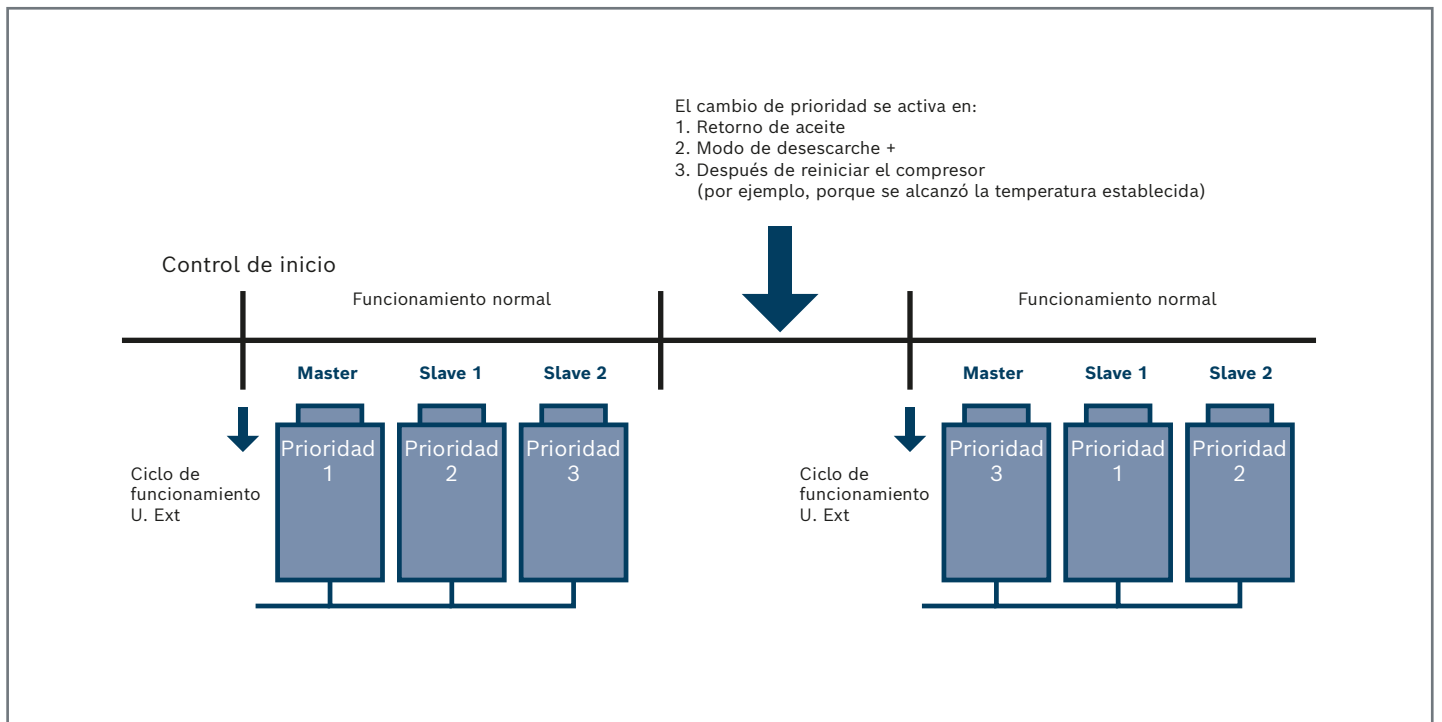 El cambio de prioridad se activa en:
1. Retorno de aceite
2. Modo de desescarche +
3. Después de reiniciar el compresor
(por ejemplo, porque se alcanzó la temperatura establecida)
Control de inicio
Funcionamiento normal
Funcionamiento normal
Master
Slave 1
Slave 2
Prioridad
1
Prioridad
2
Prioridad
3
Ciclo de
funcionamiento
U. Ext
Master
Slave 1
Slave 2
Prioridad
3
Prioridad
1
Prioridad
2
Ciclo de
funcionamiento
U. Ext